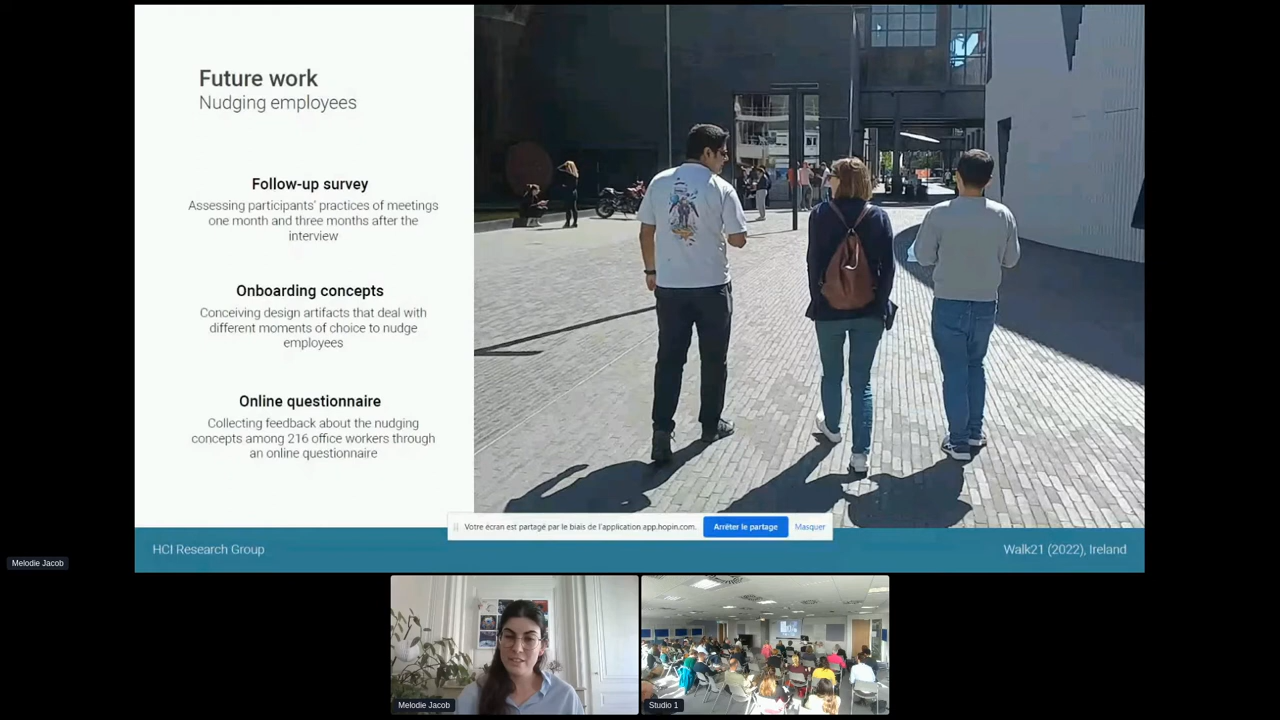 Future work
Nudging employees
Follow-up survey
Assessing participants' practices of meetings
one month and three months after the
interview
Onboarding concepts
Conceiving design artifacts that deal with
different moments of choice to nudge
employees
Online questionnaire
Collecting feedback about the nudging
concepts among 216 office workers through
an online questionnaire
Votre écran est partagé par le biais de l'application app.hopin.com.
Arrêter le partage
Masquer
HCI Research Group
Walk21 (2022), Ireland
Melodie Jacob
Melodie Jacob
Studio 1